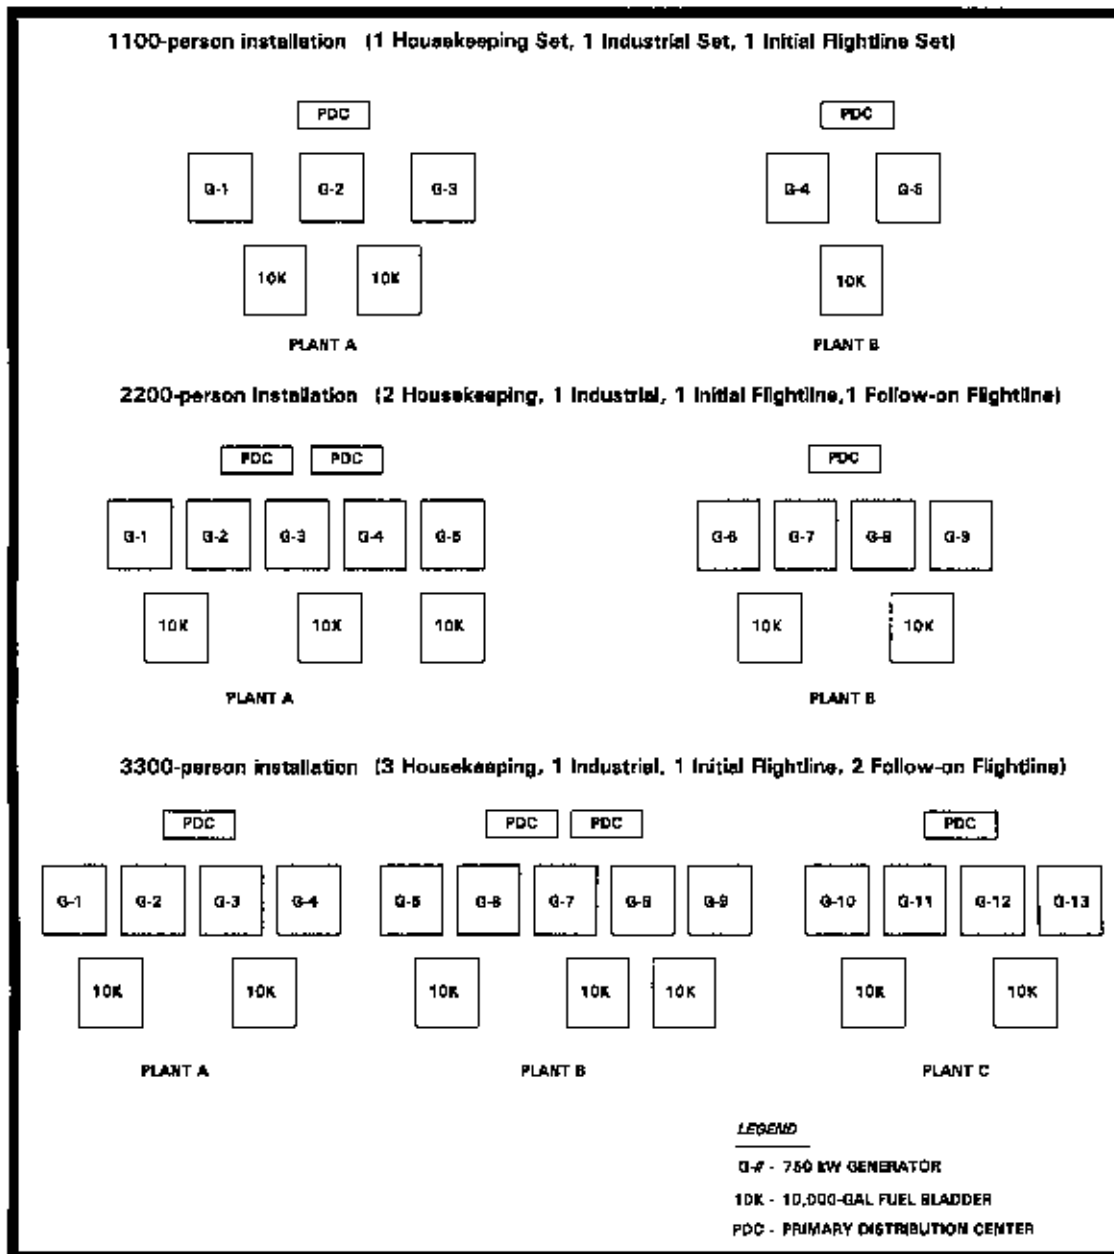 1100-person installation (1 Housekeeping Set, 1 Industrial Set, 1 Initial Flightline Set)
PDC PDC
G-1 G-2 G-3 G-4 G-5
10K 10K 10K
PLANT A PLANT B
2200-person Installation (2 Housekeeping, 1 Industrial, 1 Initial Flightline, 1 Follow-on Flightline)
PDC PDC PDC
G-1 G-2 G-3 G-4 G-5 G-6 G-7 G-8 G-9
10K 10K 10K 10K 10K
PLANT A PLANT B
3300-person installation (3 Housekeeping, 1 Industrial, 1 Initial Flightline, 2 Follow-on Flightline)
PDC PDC PDC PDC
G-1 G-2 G-3 G-4 G-5 G-6 G-7 G-8 G-9 G-10 G-11 G-12 G-13
10K 10K 10K 10K 10K 10K 10K
PLANT A PLANT B PLANT C
LEGEND
G-# - 750 KW GENERATOR
10K - 10,000-GAL FUEL BLADDER
PDC - PRIMARY DISTRIBUTION CENTER